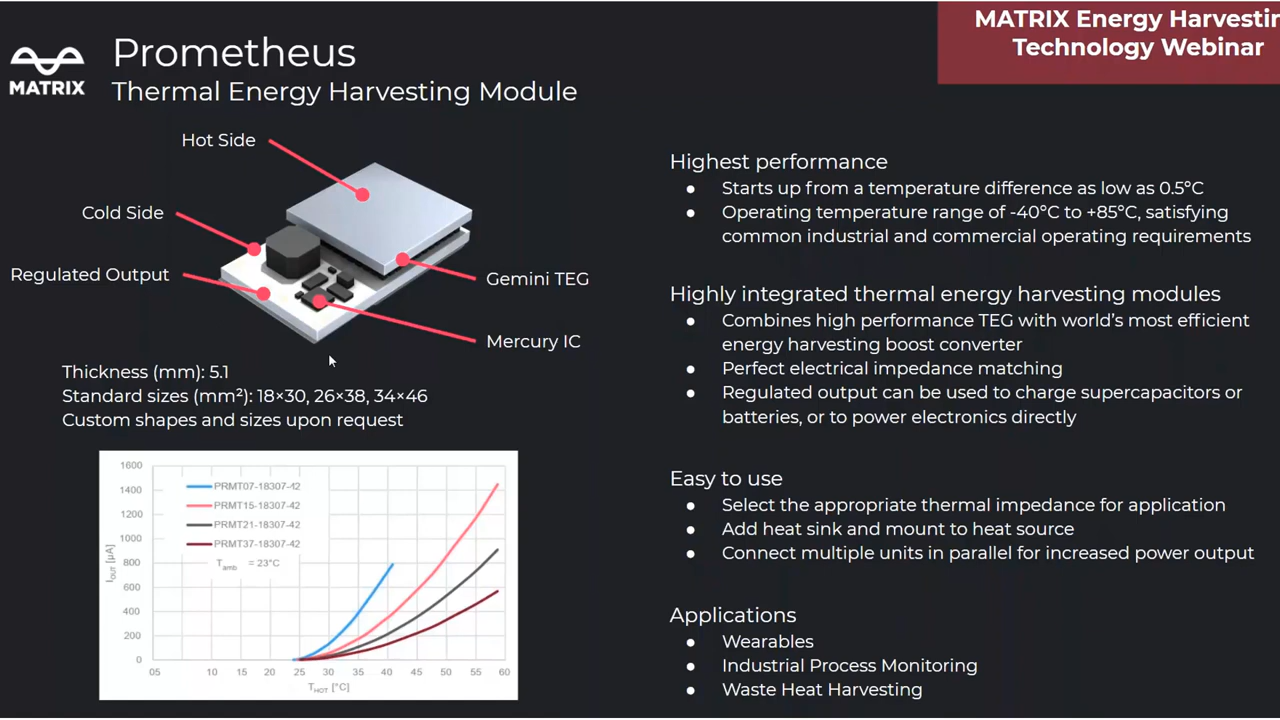 MATRIX Energy Harvestin
Technology Webinar
MATRIX
Prometheus
Thermal Energy Harvesting Module
Hot Side
Cold Side
Regulated Output
Gemini TEG
Mercury IC
Thickness (mm): 5.1
Standard sizes (mm²): 18×30, 26×38, 34×46
Custom shapes and sizes upon request
1600
1400
1200
1000
800
600
400
200
0
I_OUT [µA]
PRMT07-18307-42
PRMT15-18307-42
PRMT21-18307-42
PRMT37-18307-42
T_amb = 23°C
05 10 15 20 25 30 35 40 45 50 55 60
T_HOT [°C]
Highest performance
● Starts up from a temperature difference as low as 0.5°C
● Operating temperature range of -40°C to +85°C, satisfying
common industrial and commercial operating requirements
Highly integrated thermal energy harvesting modules
● Combines high performance TEG with world's most efficient
energy harvesting boost converter
● Perfect electrical impedance matching
● Regulated output can be used to charge supercapacitors or
batteries, or to power electronics directly
Easy to use
● Select the appropriate thermal impedance for application
● Add heat sink and mount to heat source
● Connect multiple units in parallel for increased power output
Applications
● Wearables
● Industrial Process Monitoring
● Waste Heat Harvesting